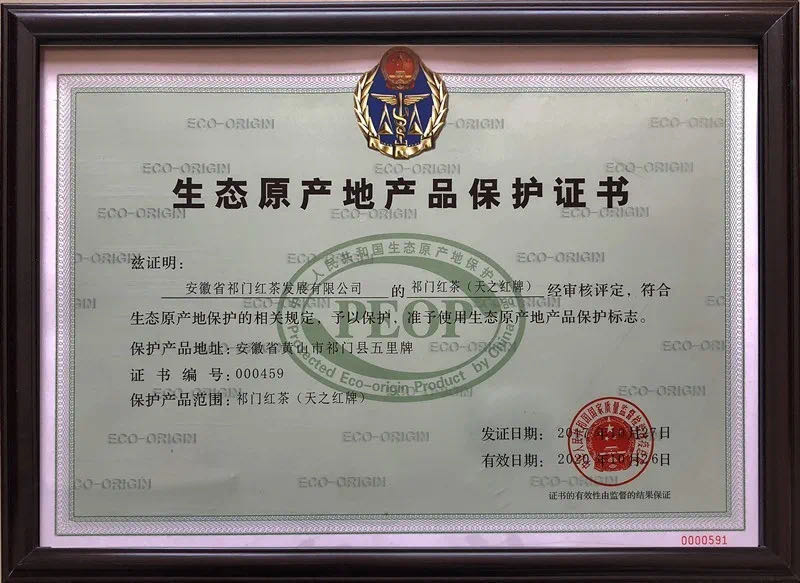 ECO-ORIGIN
生态原产地产品保护证书
兹证明：
安徽省祁门红茶发展有限公司 的 祁门红茶（天之红牌） 经审核评定，符合
生态原产地保护的相关规定，予以保护，准予使用生态原产地产品保护标志。
保护产品地址：安徽省黄山市祁门县五里牌
证 书 编 号：000459
保护产品范围：祁门红茶（天之红牌）
PEOP
Protected Eco-origin Product by China
发证日期：
有效日期：
证书的有效性由监督的结果保证
0000591